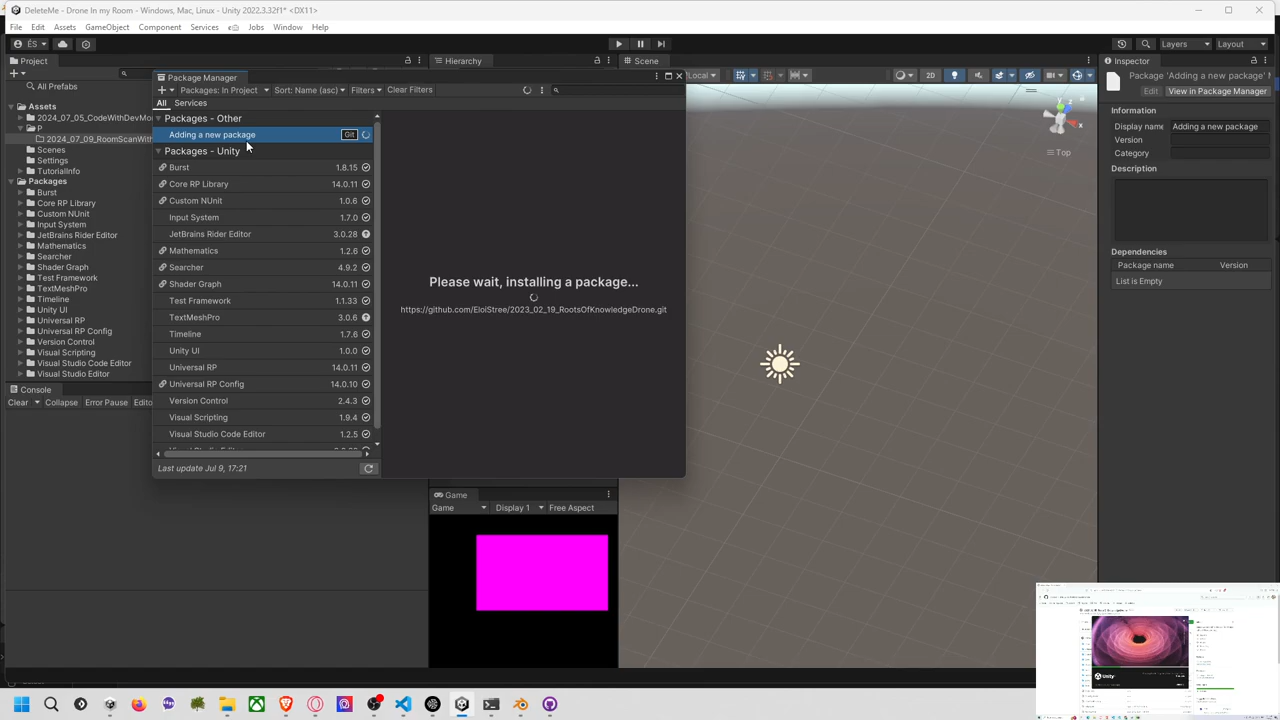 DeleteMe - Drone In my Room - Windows, Mac, Linux - Unity 2022.3.32f1* <DX11>
File Edit Assets GameObject Component Services Jobs Window Help
ÉS Layers Layout
Project Hierarchy Scene Inspector
All Prefabs
Assets
2024_07_05_CodeWithDevMo
P
2024_07_09_RoomScanWith
Scenes
Settings
TutorialInfo
Packages
Burst
Core RP Library
Custom NUnit
Input System
JetBrains Rider Editor
Mathematics
Searcher
Shader Graph
Test Framework
TextMeshPro
Timeline
Unity UI
Universal RP
Universal RP Config
Version Control
Visual Scripting
Visual Studio Code Editor
Visual Studio Editor
Console
Clear Collapse Error Pause Edito
Package Manager
Packages: In Project Sort: Name (asc) Filters Clear Filters
All Services
Packages - Other
Adding a new package Git
Packages - Unity
Burst 1.8.15
Core RP Library 14.0.11
Custom NUnit 1.0.6
Input System 1.7.0
JetBrains Rider Editor 3.0.28
Mathematics 1.2.6
Searcher 4.9.2
Shader Graph 14.0.11
Test Framework 1.1.33
TextMeshPro 3.0.6
Timeline 1.7.6
Unity UI 1.0.0
Universal RP 14.0.11
Universal RP Config 14.0.10
Version Control 2.4.3
Visual Scripting 1.9.4
Visual Studio Code Editor 1.2.5
Last update Jul 9, 17:21
Please wait, installing a package...
https://github.com/EloiStree/2023_02_19_RootsOfKnowledgeDrone.git
Local 2D
y
x
Top
Game
Game Display 1 Free Aspect
Package 'Adding a new package'
Edit View in Package Manager
Information
Display name Adding a new package
Version
Category
Description
Dependencies
Package name Version
List is Empty
Unity